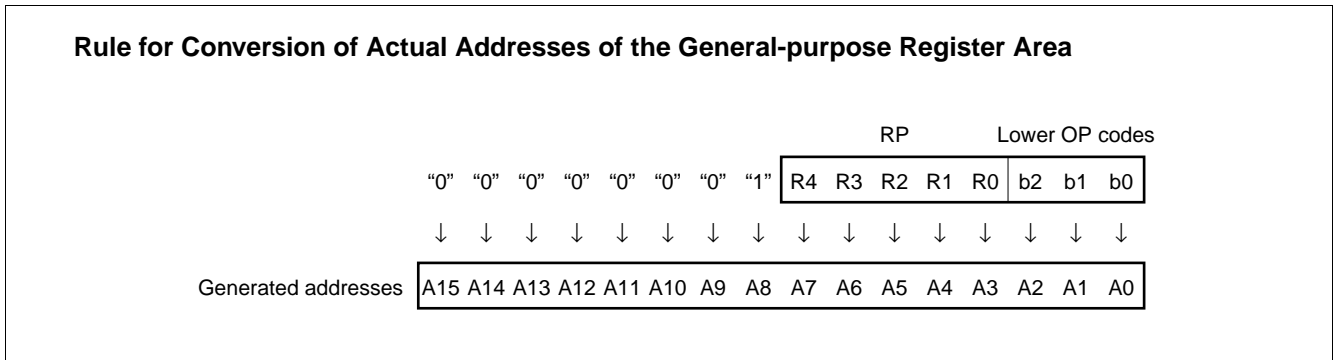 Rule for Conversion of Actual Addresses of the General-purpose Register Area
RP Lower OP codes
“0” “0” “0” “0” “0” “0” “0” “1” R4 R3 R2 R1 R0 b2 b1 b0
↓ ↓ ↓ ↓ ↓ ↓ ↓ ↓ ↓ ↓ ↓ ↓ ↓ ↓ ↓ ↓
Generated addresses A15 A14 A13 A12 A11 A10 A9 A8 A7 A6 A5 A4 A3 A2 A1 A0